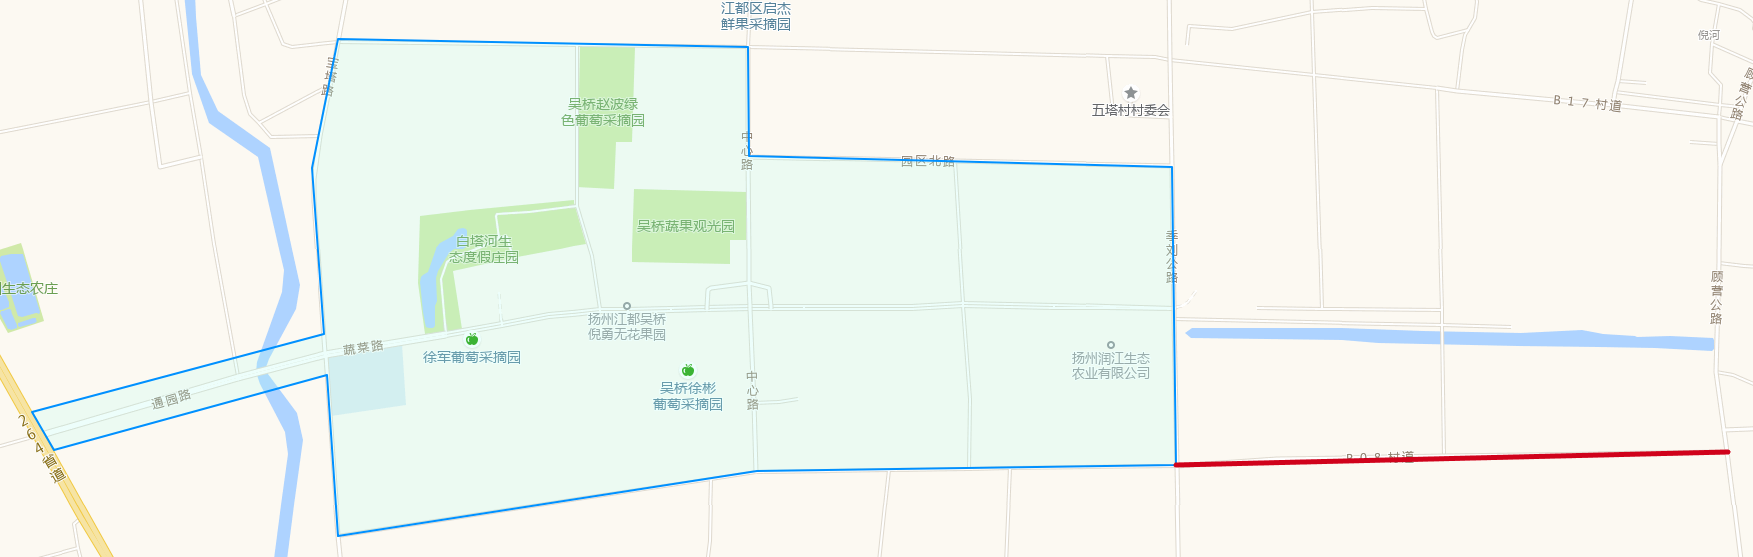 江都区启杰
鲜果采摘园
倪河
顾营公路
白塔路
吴桥赵波绿
色葡萄采摘园
五塔村村委会
B17村道
中心路
园区北路
吴桥蔬果观光园
白塔河生
态度假庄园
季刘公路
生态农庄
顾营公路
扬州江都吴桥
倪勇无花果园
蔬菜路
徐军葡萄采摘园
扬州润江生态
农业有限公司
吴桥徐彬
葡萄采摘园
中心路
通园路
264省道
B08村道